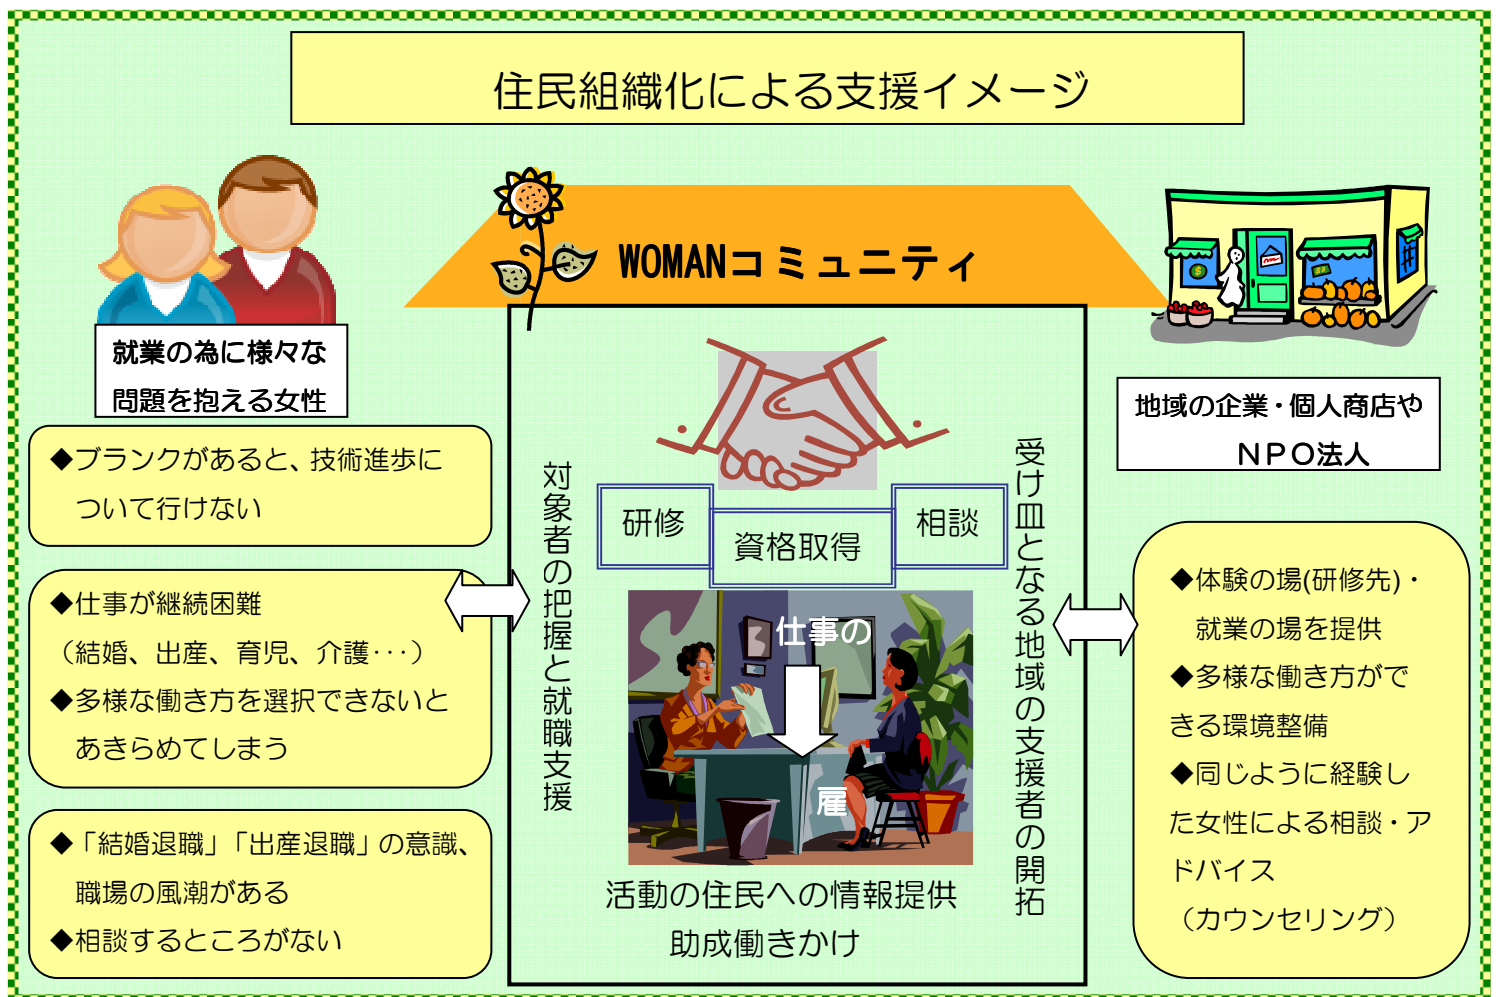 住民組織化による支援イメージ
WOMANコミュニティ
就業の為に様々な
問題を抱える女性
◆ブランクがあると、技術進歩に
ついて行けない
◆仕事が継続困難
（結婚、出産、育児、介護･･･）
◆多様な働き方を選択できないと
あきらめてしまう
◆「結婚退職」「出産退職」の意識、
職場の風潮がある
◆相談するところがない
対象者の把握と就職支援
研修
資格取得
相談
仕事の
雇
活動の住民への情報提供
助成働きかけ
受け皿となる地域の支援者の開拓
地域の企業・個人商店や
ＮＰＯ法人
◆体験の場(研修先)・
就業の場を提供
◆多様な働き方がで
きる環境整備
◆同じように経験し
た女性による相談・ア
ドバイス
（カウンセリング）